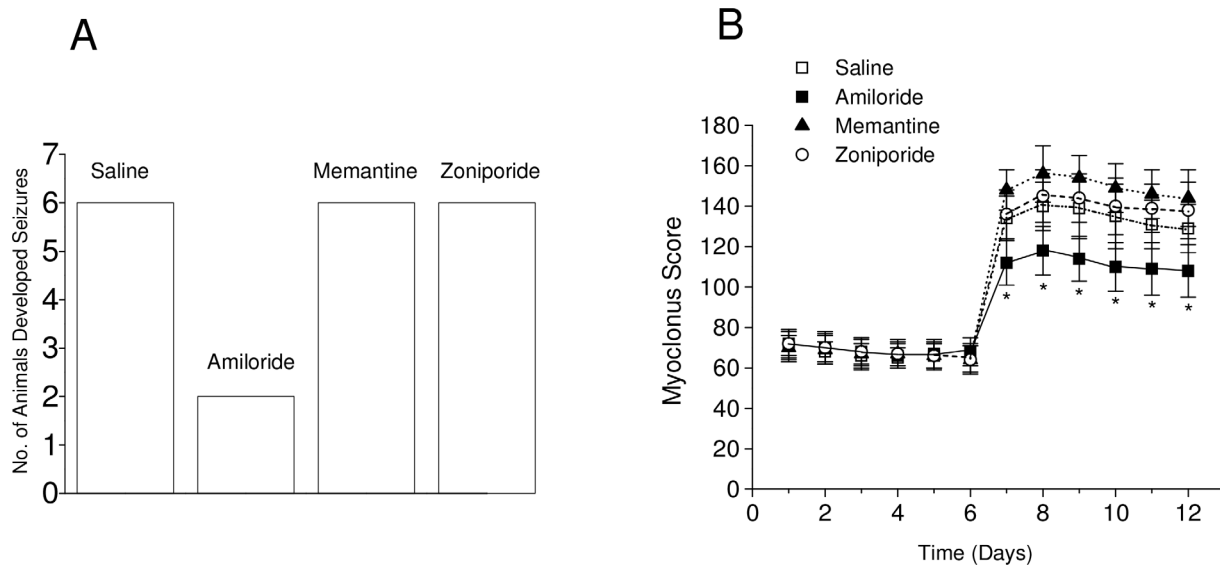 A
No. of Animals Developed Seizures
7
6
5
4
3
2
1
0
Saline
Amiloride
Memantine
Zoniporide
B
Saline
Amiloride
Memantine
Zoniporide
Myoclonus Score
180
160
140
120
100
80
60
40
20
0
* * * * * *
0 2 4 6 8 10 12
Time (Days)